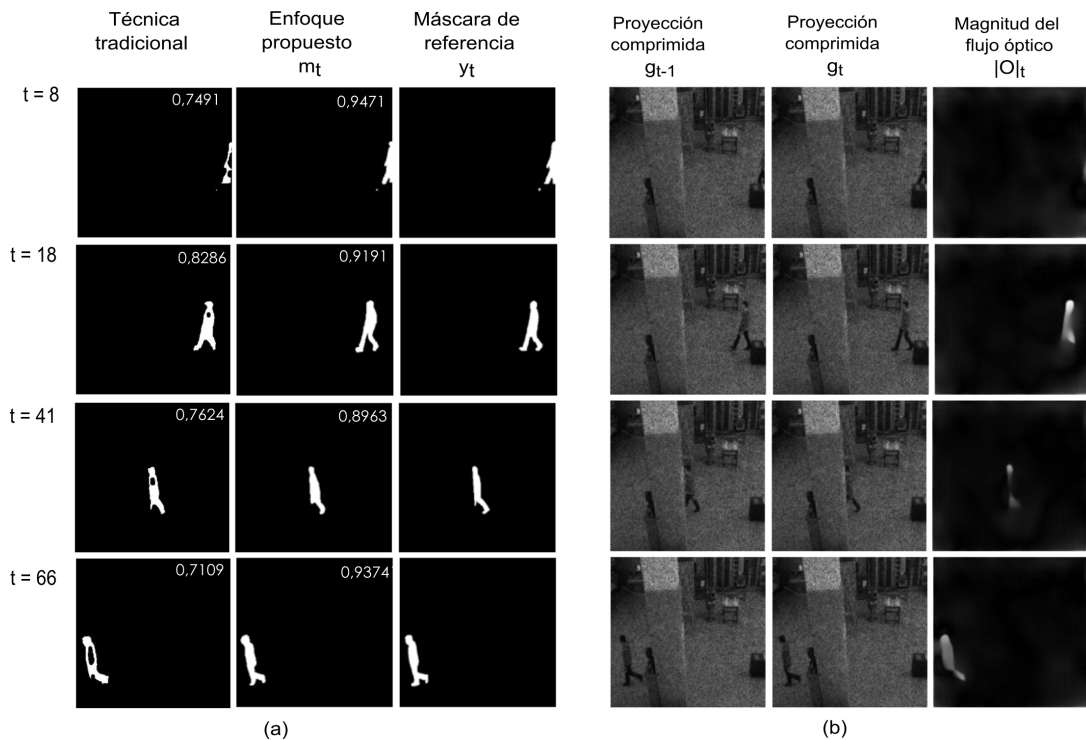 Técnica
tradicional
Enfoque
propuesto
mt
Máscara de
referencia
yt
Proyección
comprimida
gt-1
Proyección
comprimida
gt
Magnitud del
flujo óptico
|O|t
t = 8
0,7491
0,9471
t = 18
0,8286
0,9191
t = 41
0,7624
0,8963
t = 66
0,7109
0,9374
(a)
(b)